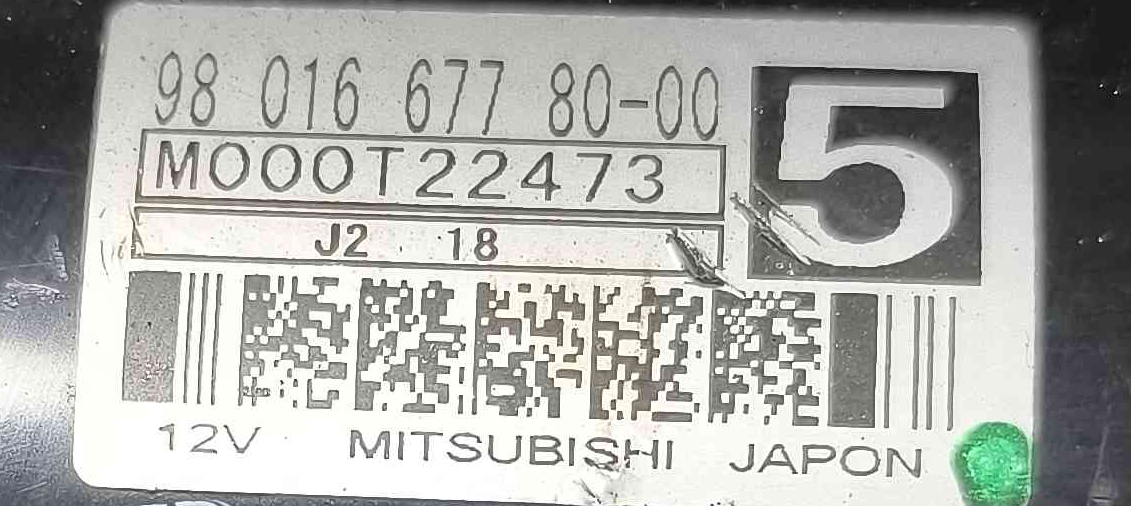 98 016 677 80-00
5
M000T22473
J2 18
12V MITSUBISHI JAPON